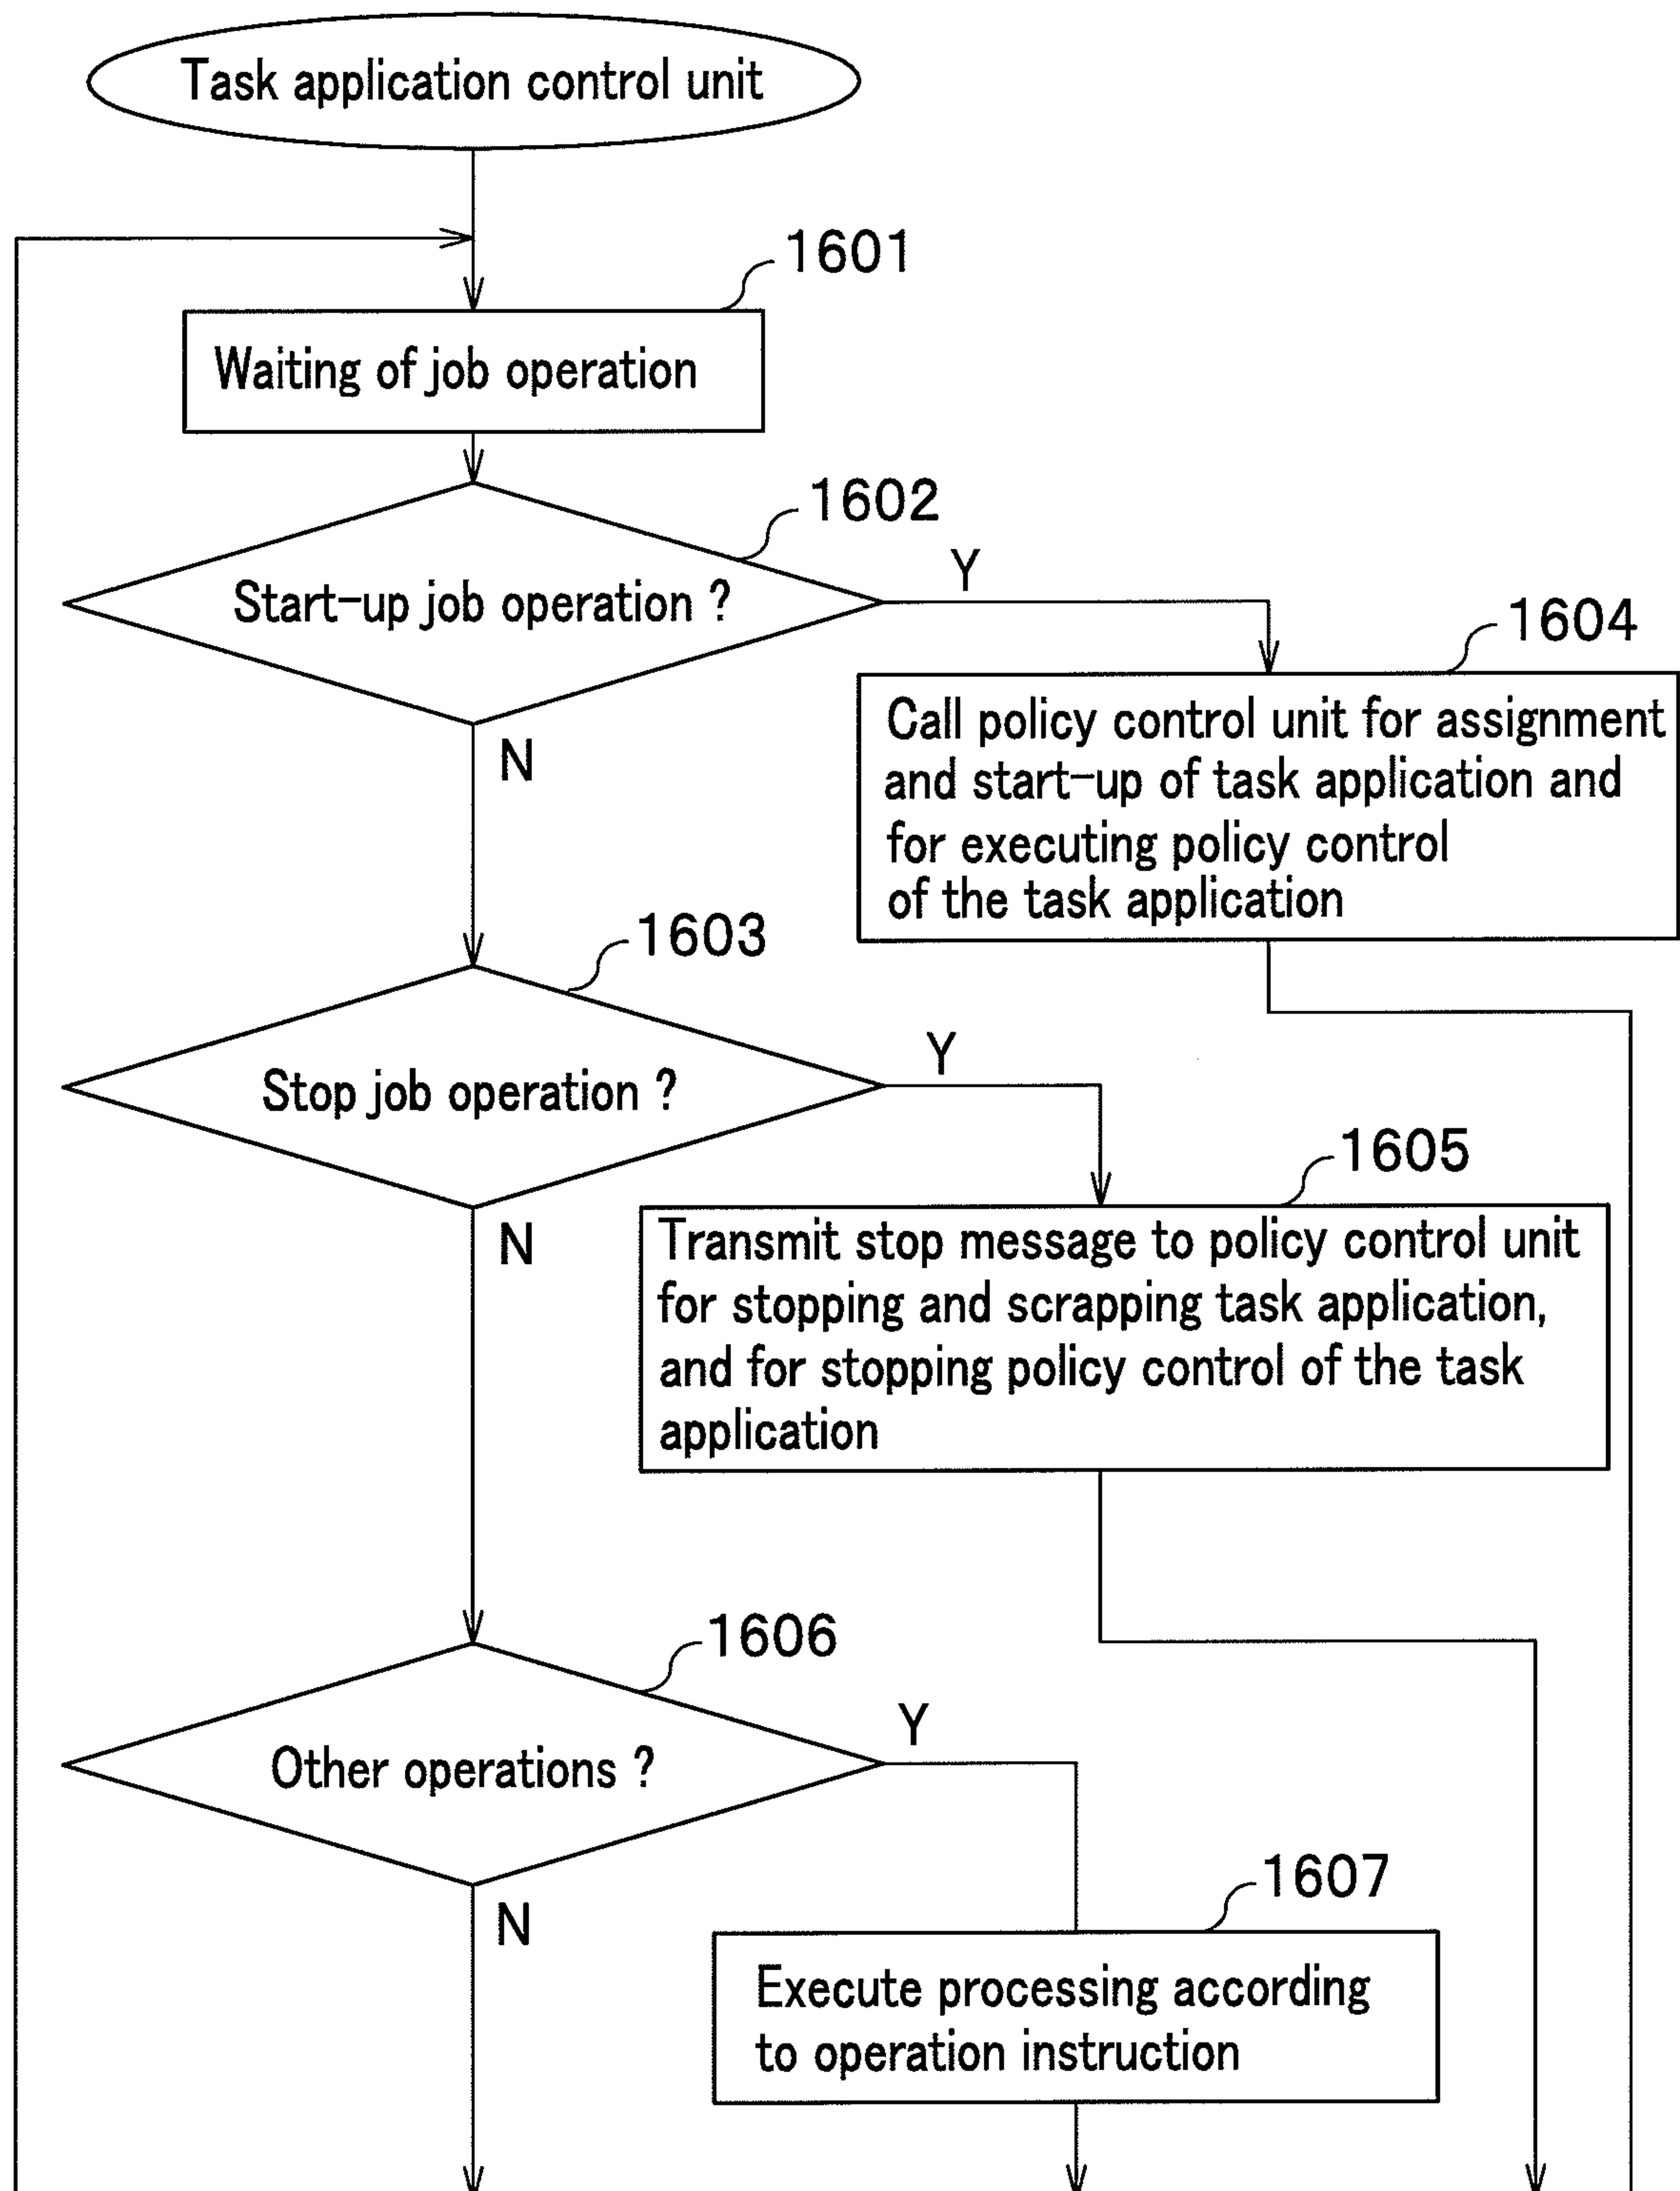 Task application control unit
1601
Waiting of job operation
1602
Start-up job operation ?
Y
N
1604
Call policy control unit for assignment
and start-up of task application and
for executing policy control
of the task application
1603
Stop job operation ?
Y
N
1605
Transmit stop message to policy control unit
for stopping and scrapping task application,
and for stopping policy control of the task
application
1606
Other operations ?
Y
N
1607
Execute processing according
to operation instruction